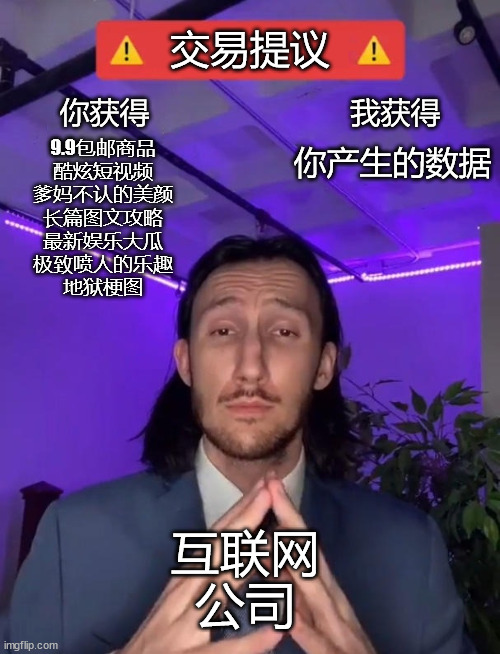 交易提议
你获得
9.9包邮商品
酷炫短视频
爹妈不认的美颜
长篇图文攻略
最新娱乐大瓜
极致喷人的乐趣
地狱梗图
我获得
你产生的数据
互联网
公司
imgflip.com